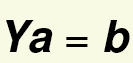 Ya = b